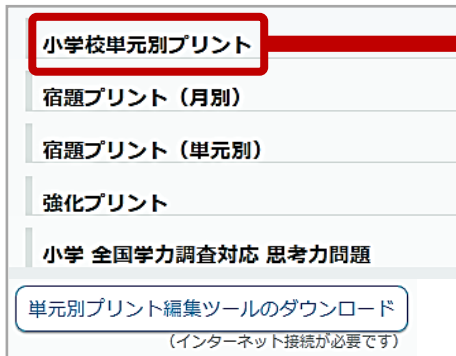 小学校単元別プリント
宿題プリント（月別）
宿題プリント（単元別）
強化プリント
小学 全国学力調査対応 思考力問題
単元別プリント編集ツールのダウンロード
（インターネット接続が必要です）